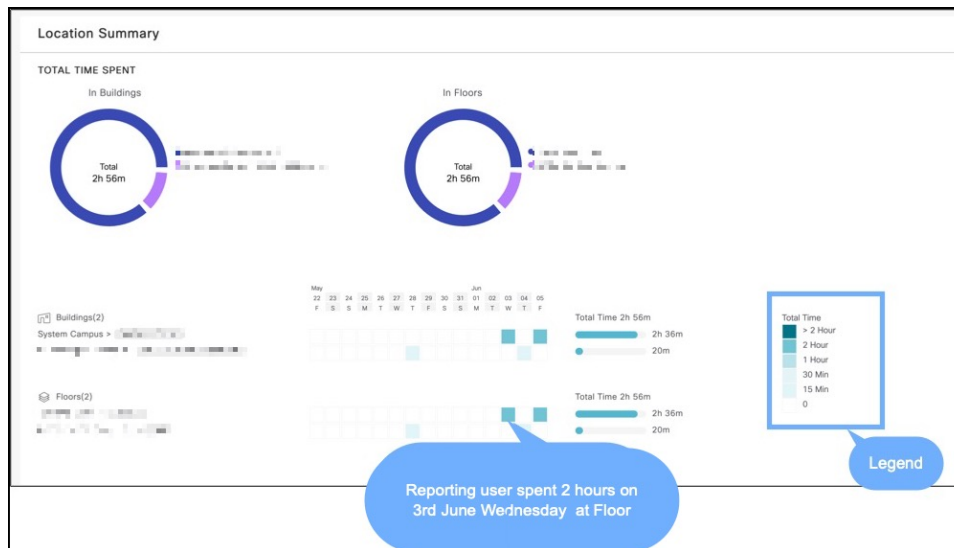 Location Summary
TOTAL TIME SPENT
In Buildings
In Floors
Total
2h 56m
Total
2h 56m
May Jun
22 23 24 25 26 27 28 29 30 31 01 02 03 04 05
F S S M T W T F S S M T W T F
Buildings(2)
Total Time 2h 56m
System Campus >
2h 36m
20m
Floors(2)
Total Time 2h 56m
2h 36m
20m
Total Time
> 2 Hour
2 Hour
1 Hour
30 Min
15 Min
0
Legend
Reporting user spent 2 hours on
3rd June Wednesday at Floor